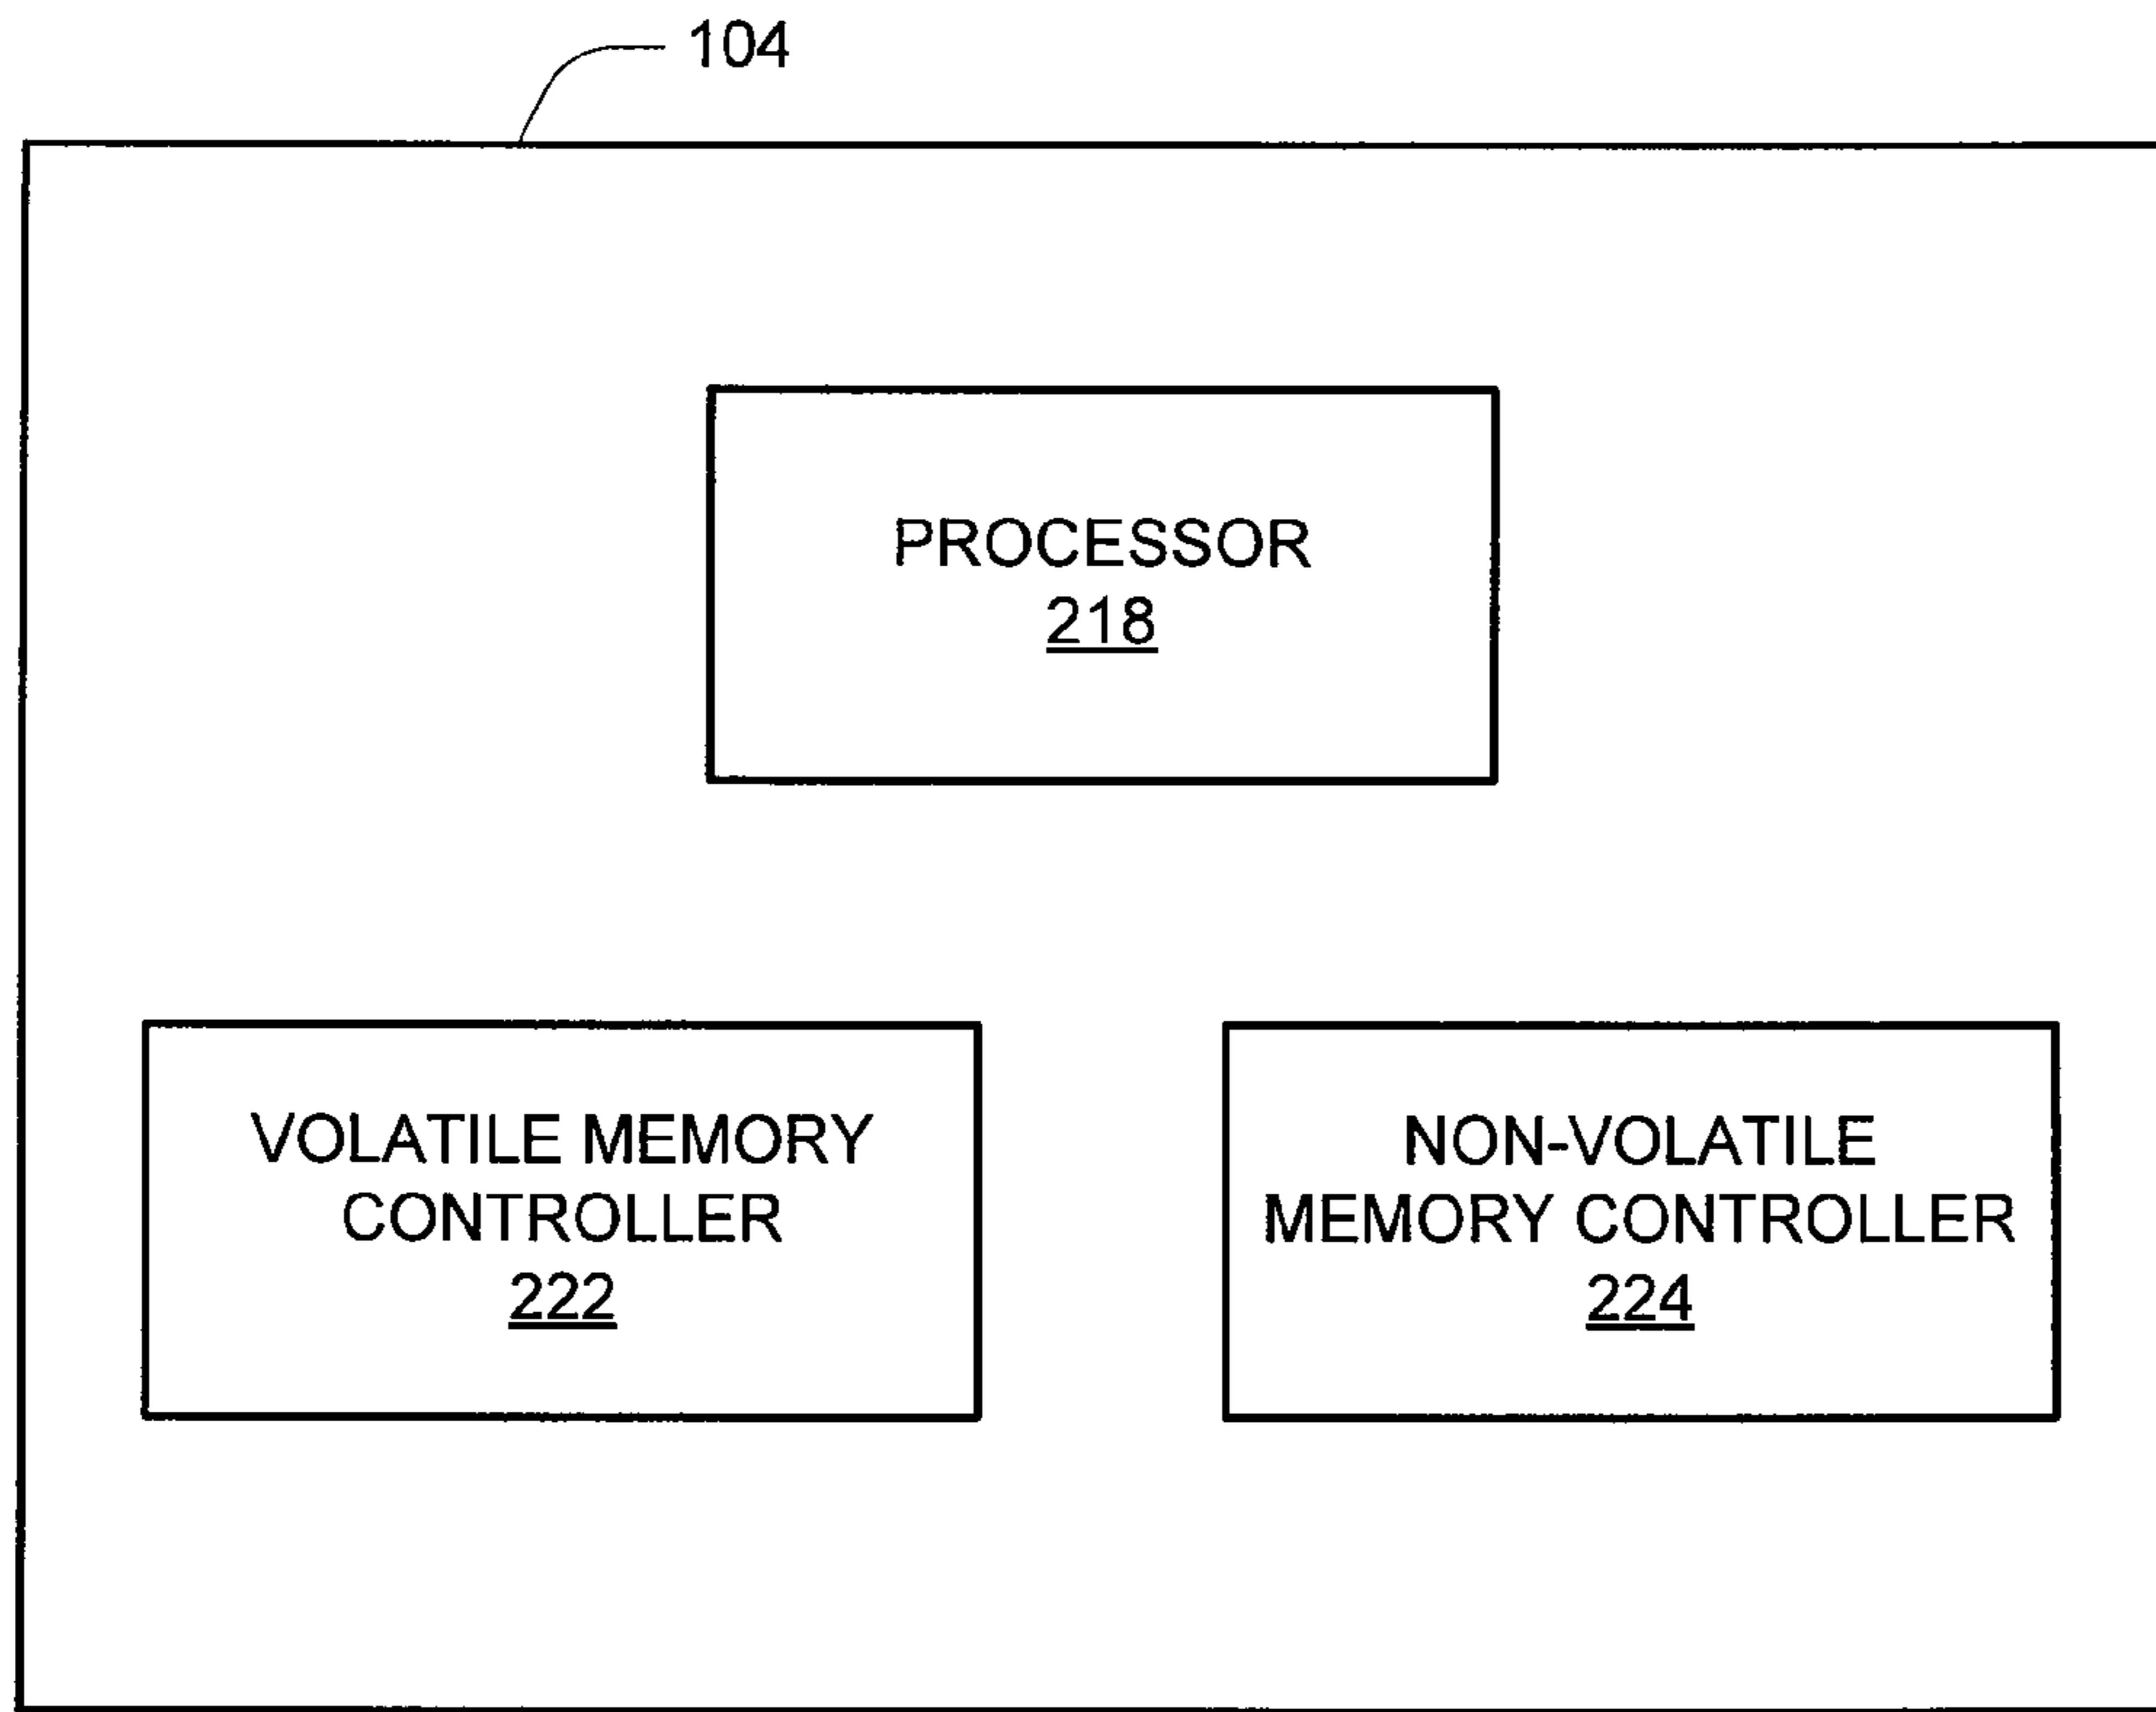 104
PROCESSOR
218
VOLATILE MEMORY
CONTROLLER
222
NON-VOLATILE
MEMORY CONTROLLER
224